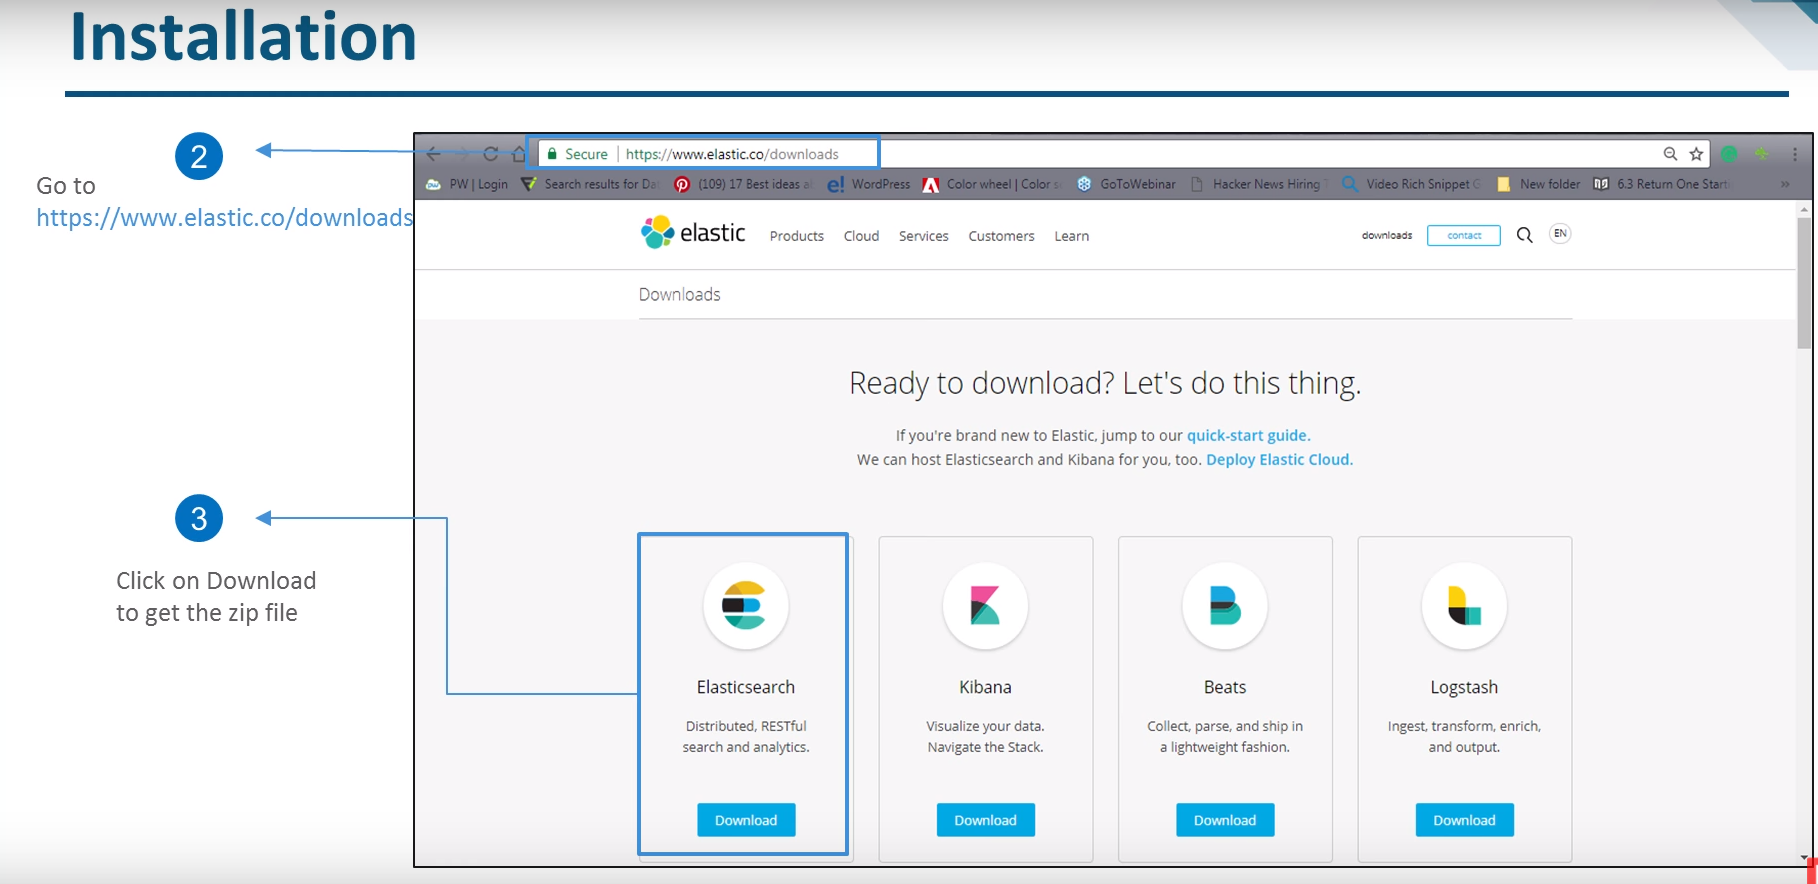 Installation
2
Go to
https://www.elastic.co/downloads
Secure | https://www.elastic.co/downloads
PW | Login
Search results for Da
(109) 17 Best ideas a
WordPress
Color wheel | Color s
GoToWebinar
Hacker News Hiring
Video Rich Snippet G
New folder
6.3 Return One Start
»
elastic
Products
Cloud
Services
Customers
Learn
downloads
contact
EN
Downloads
Ready to download? Let's do this thing.
If you're brand new to Elastic, jump to our quick-start guide.
We can host Elasticsearch and Kibana for you, too. Deploy Elastic Cloud.
3
Click on Download
to get the zip file
Elasticsearch
Distributed, RESTful
search and analytics.
Download
Kibana
Visualize your data.
Navigate the Stack.
Download
Beats
Collect, parse, and ship in
a lightweight fashion.
Download
Logstash
Ingest, transform, enrich,
and output.
Download